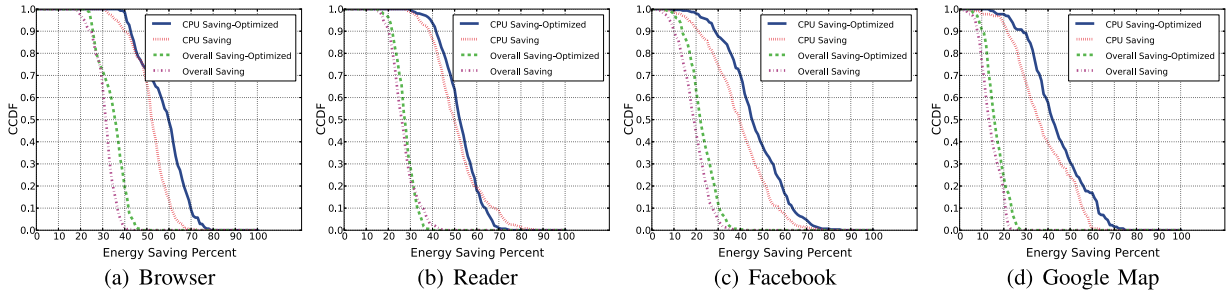 CCDF
1.0
0.9
0.8
0.7
0.6
0.5
0.4
0.3
0.2
0.1
0.0
CPU Saving-Optimized
CPU Saving
Overall Saving-Optimized
Overall Saving
0 10 20 30 40 50 60 70 80 90 100
Energy Saving Percent
(a) Browser
CCDF
1.0
0.9
0.8
0.7
0.6
0.5
0.4
0.3
0.2
0.1
0.0
CPU Saving-Optimized
CPU Saving
Overall Saving-Optimized
Overall Saving
0 10 20 30 40 50 60 70 80 90 100
Energy Saving Percent
(b) Reader
CCDF
1.0
0.9
0.8
0.7
0.6
0.5
0.4
0.3
0.2
0.1
0.0
CPU Saving-Optimized
CPU Saving
Overall Saving-Optimized
Overall Saving
0 10 20 30 40 50 60 70 80 90 100
Energy Saving Percent
(c) Facebook
CCDF
1.0
0.9
0.8
0.7
0.6
0.5
0.4
0.3
0.2
0.1
0.0
CPU Saving-Optimized
CPU Saving
Overall Saving-Optimized
Overall Saving
0 10 20 30 40 50 60 70 80 90 100
Energy Saving Percent
(d) Google Map